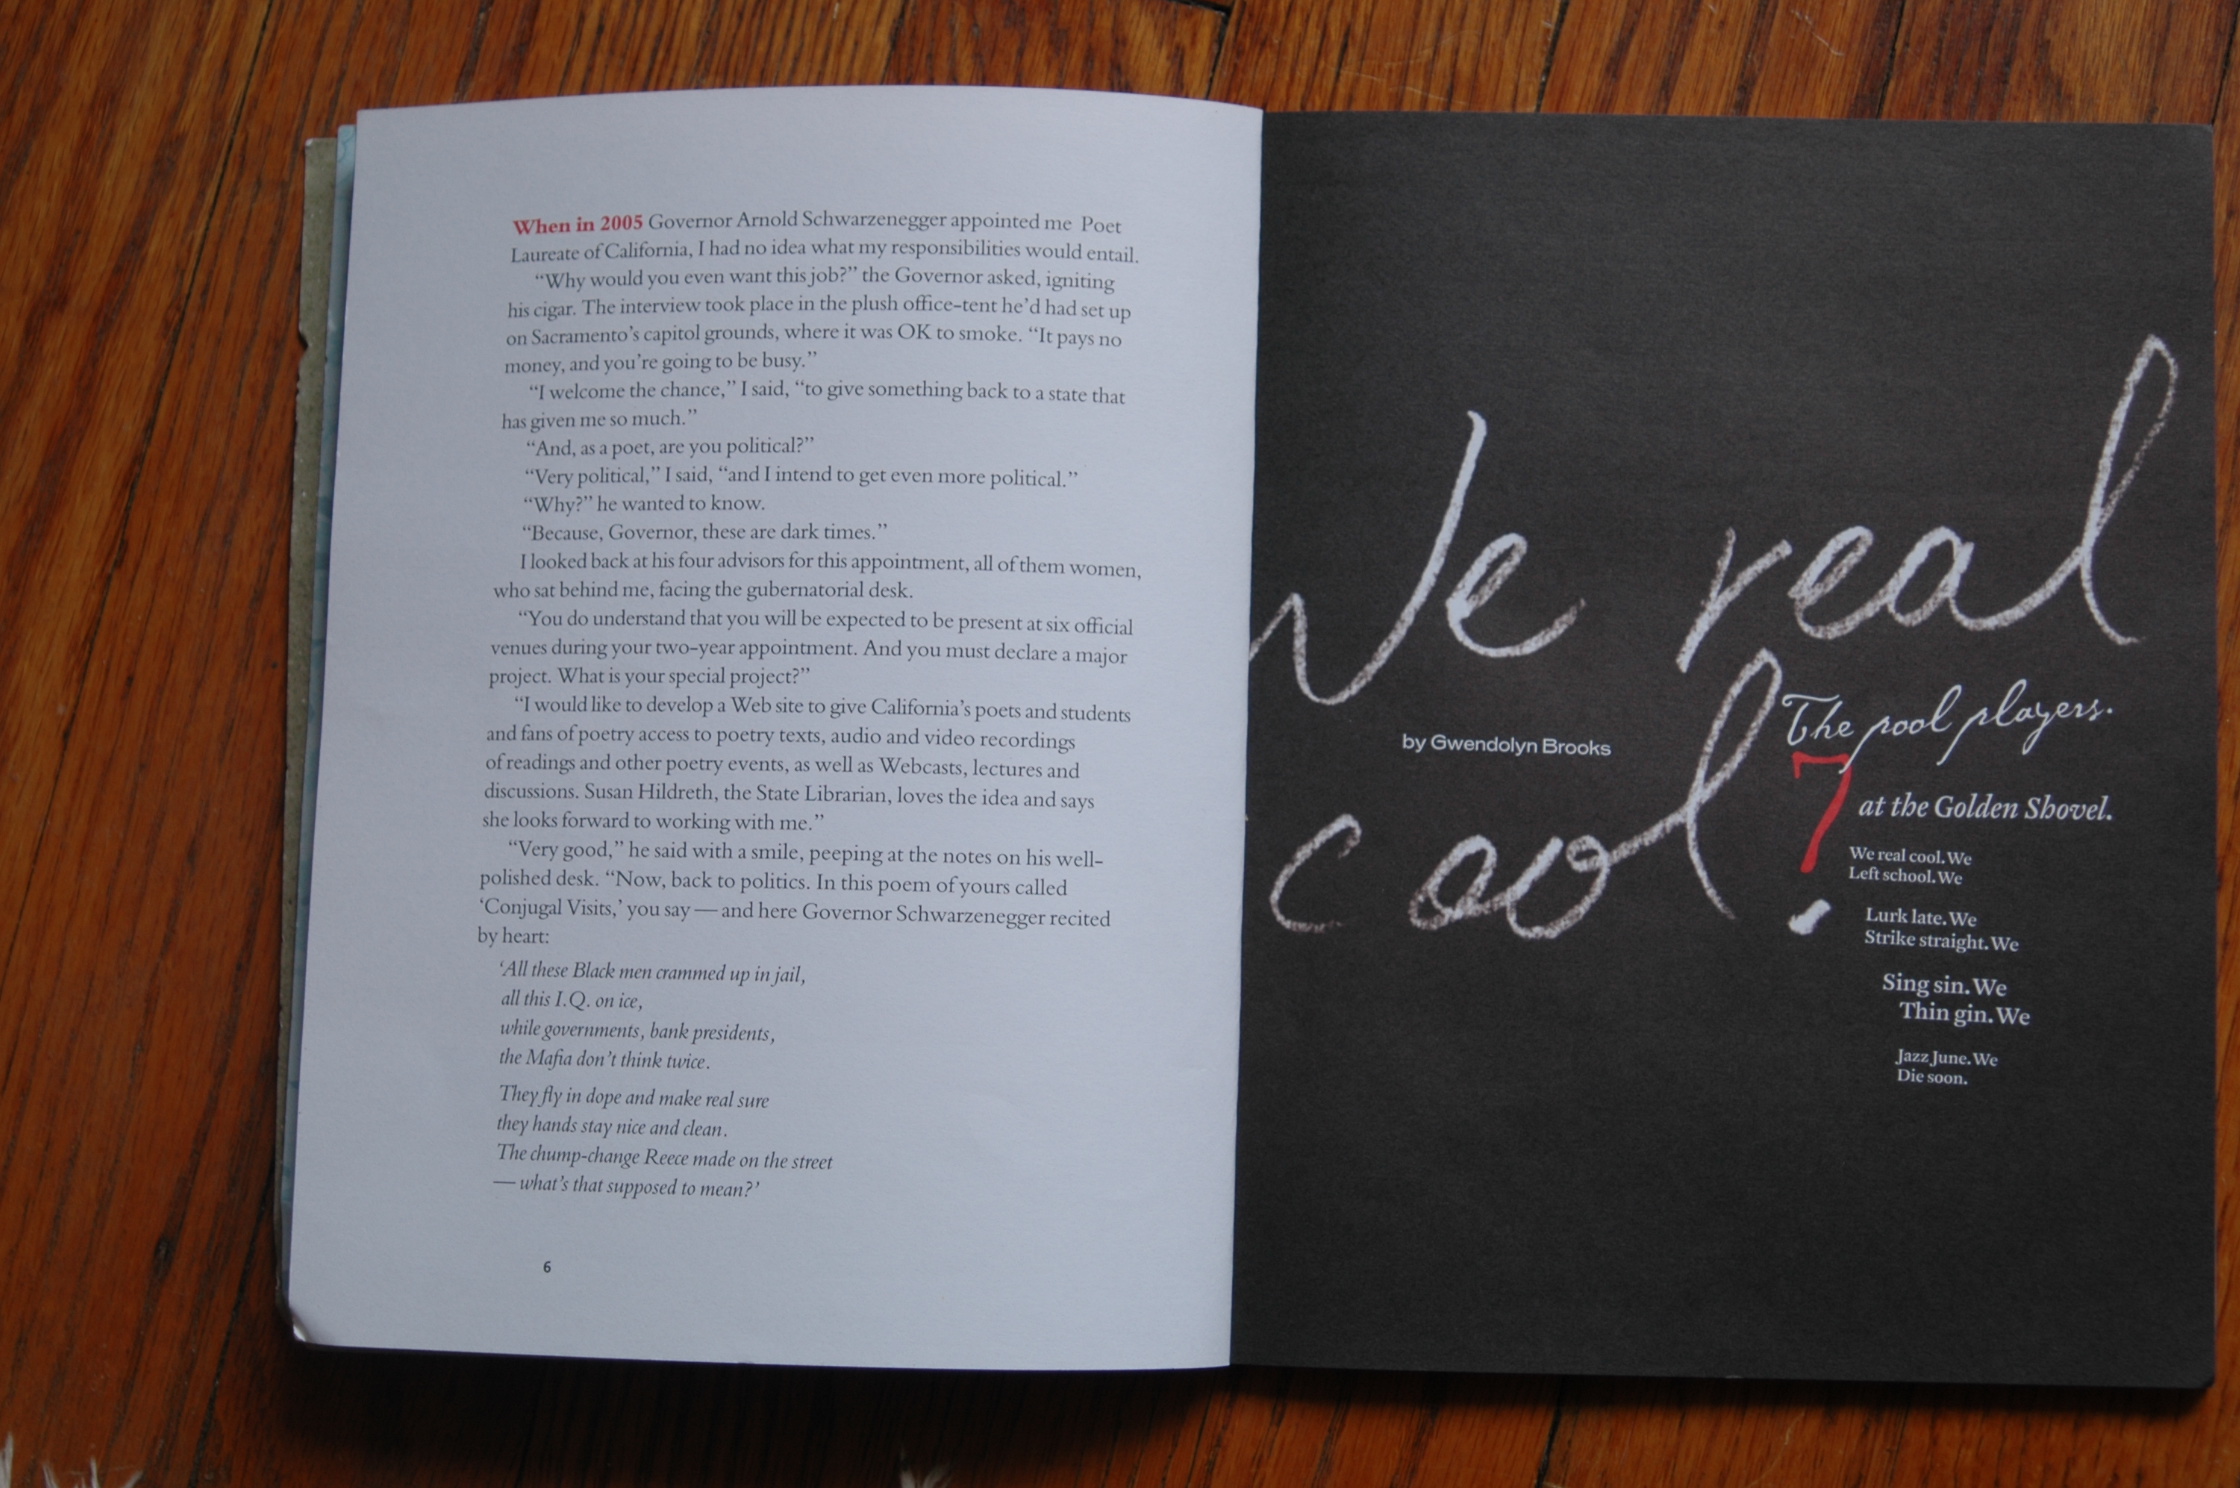 When in 2005 Governor Arnold Schwarzenegger appointed me Poet
Laureate of California, I had no idea what my responsibilities would entail.
“Why would you even want this job?” the Governor asked, igniting
his cigar. The interview took place in the plush office-tent he’d had set up
on Sacramento’s capitol grounds, where it was OK to smoke. “It pays no
money, and you’re going to be busy.”
“I welcome the chance,” I said, “to give something back to a state that
has given me so much.”
“And, as a poet, are you political?”
“Very political,” I said, “and I intend to get even more political.”
“Why?” he wanted to know.
“Because, Governor, these are dark times.”
I looked back at his four advisors for this appointment, all of them women,
who sat behind me, facing the gubernatorial desk.
“You do understand that you will be expected to be present at six official
venues during your two-year appointment. And you must declare a major
project. What is your special project?”
“I would like to develop a Web site to give California’s poets and students
and fans of poetry access to poetry texts, audio and video recordings
of readings and other poetry events, as well as Webcasts, lectures and
discussions. Susan Hildreth, the State Librarian, loves the idea and says
she looks forward to working with me.”
“Very good,” he said with a smile, peeping at the notes on his well-
polished desk. “Now, back to politics. In this poem of yours called
‘Conjugal Visits,’ you say — and here Governor Schwarzenegger recited
by heart:
‘All these Black men crammed up in jail,
all this I.Q. on ice,
while governments, bank presidents,
the Mafia don’t think twice.
They fly in dope and make real sure
they hands stay nice and clean.
The chump-change Reece made on the street
— what’s that supposed to mean?’
6
We real
cool.
by Gwendolyn Brooks
The pool players.
7
at the Golden Shovel.
We real cool. We
Left school. We
Lurk late. We
Strike straight. We
Sing sin. We
Thin gin. We
Jazz June. We
Die soon.